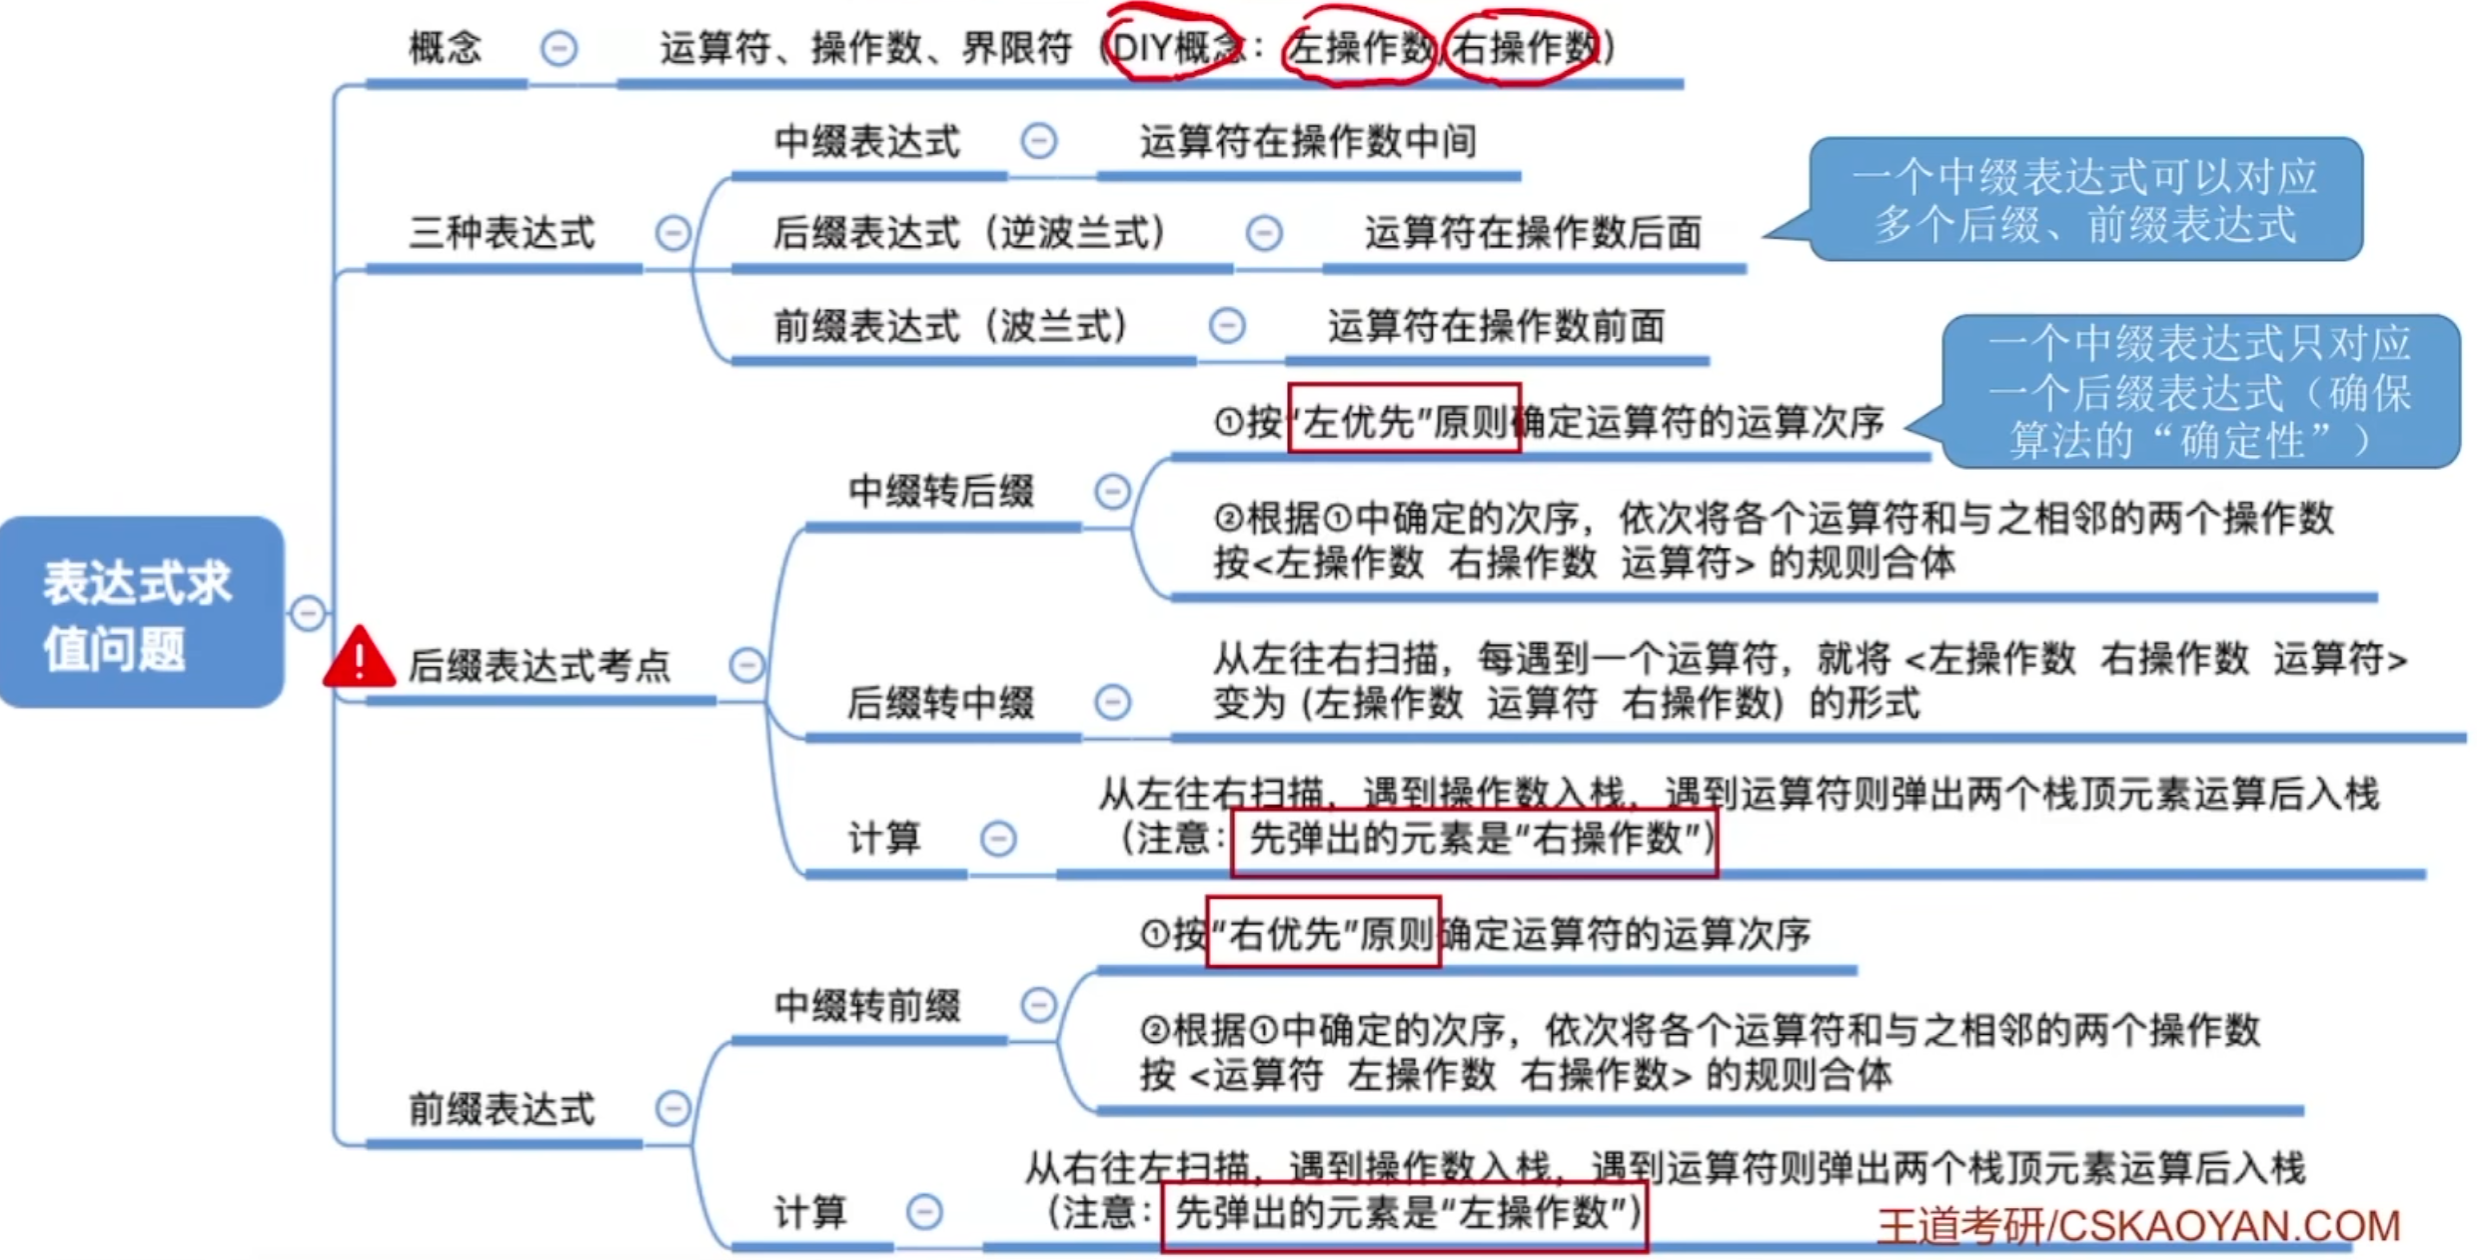 概念
运算符、操作数、界限符（DIY概念：左操作数/右操作数）
中缀表达式
运算符在操作数中间
一个中缀表达式可以对应
多个后缀、前缀表达式
三种表达式
后缀表达式（逆波兰式）
运算符在操作数后面
前缀表达式（波兰式）
运算符在操作数前面
一个中缀表达式只对应
一个后缀表达式（确保
算法的“确定性”）
①按“左优先”原则确定运算符的运算次序
中缀转后缀
②根据①中确定的次序，依次将各个运算符和与之相邻的两个操作数
按<左操作数 右操作数 运算符> 的规则合体
表达式求
值问题
后缀表达式考点
后缀转中缀
从左往右扫描，每遇到一个运算符，就将 <左操作数 右操作数 运算符>
变为 (左操作数 运算符 右操作数) 的形式
计算
从左往右扫描，遇到操作数入栈，遇到运算符则弹出两个栈顶元素运算后入栈
（注意：先弹出的元素是“右操作数”）
①按“右优先”原则确定运算符的运算次序
中缀转前缀
②根据①中确定的次序，依次将各个运算符和与之相邻的两个操作数
按 <运算符 左操作数 右操作数> 的规则合体
前缀表达式
计算
从右往左扫描，遇到操作数入栈，遇到运算符则弹出两个栈顶元素运算后入栈
（注意：先弹出的元素是“左操作数”）
王道考研/CSKAOYAN.COM